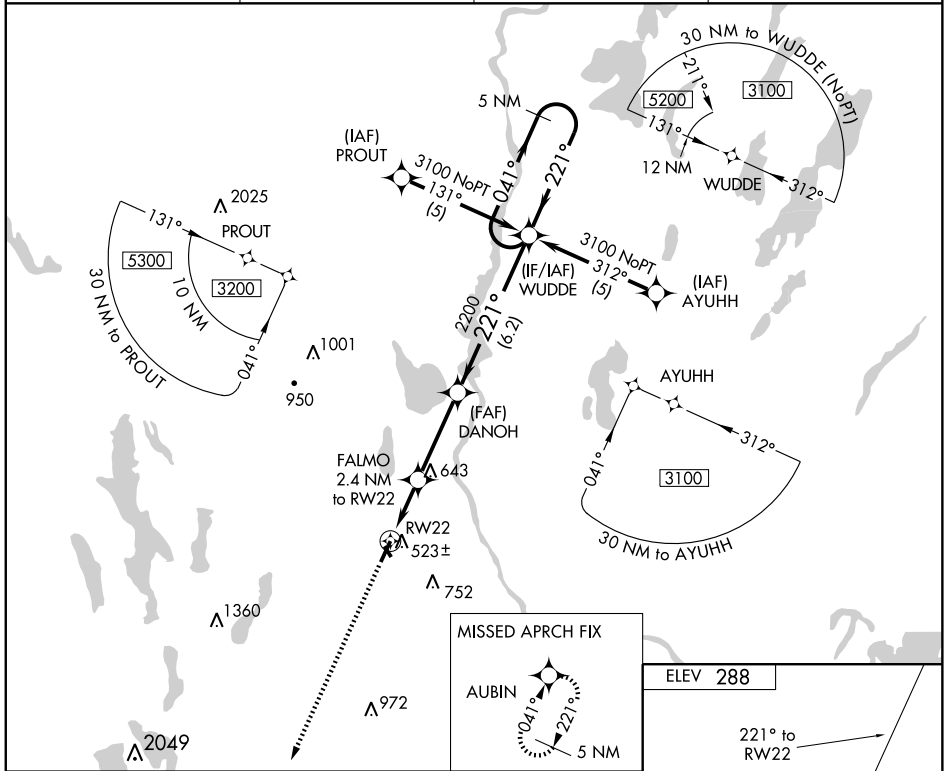 30 NM to WUDDE (NoPT)
211°
5200
3100
131°
12 NM
WUDDE
312°
5 NM
041°
221°
(IAF)
PROUT
3100 NoPT
131°
(5)
(IF/IAF)
WUDDE
3100 NoPT
312°
(5)
(IAF)
AYUHH
2025
131°
PROUT
5300
3200
10 NM
30 NM to PROUT
041°
2200
221°
(6.2)
1001
950
(FAF)
DANOH
AYUHH
312°
041°
3100
30 NM to AYUHH
FALMO
2.4 NM
to RW22
643
RW22
523±
752
1360
972
2049
MISSED APRCH FIX
AUBIN
041°
221°
5 NM
ELEV 288
221° to
RW22